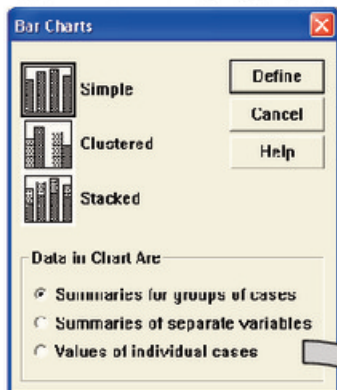 Bar Charts
Simple
Define
Cancel
Clustered
Help
Stacked
Data in Chart Are
Summaries for groups of cases
Summaries of separate variables
Values of individual cases